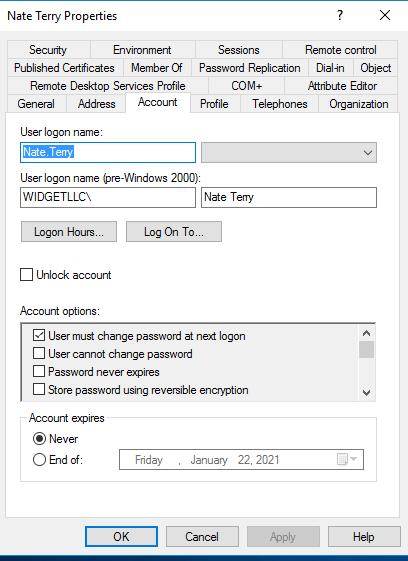 Nate Terry Properties
? ×
Security Environment Sessions Remote control
Published Certificates Member Of Password Replication Dial-in Object
Remote Desktop Services Profile COM+ Attribute Editor
General Address Account Profile Telephones Organization
User logon name:
Nate.Terry
User logon name (pre-Windows 2000):
WIDGETLLC\ Nate Terry
Logon Hours... Log On To...
Unlock account
Account options:
User must change password at next logon
User cannot change password
Password never expires
Store password using reversible encryption
Account expires
Never
End of: Friday , January 22, 2021
OK Cancel Apply Help